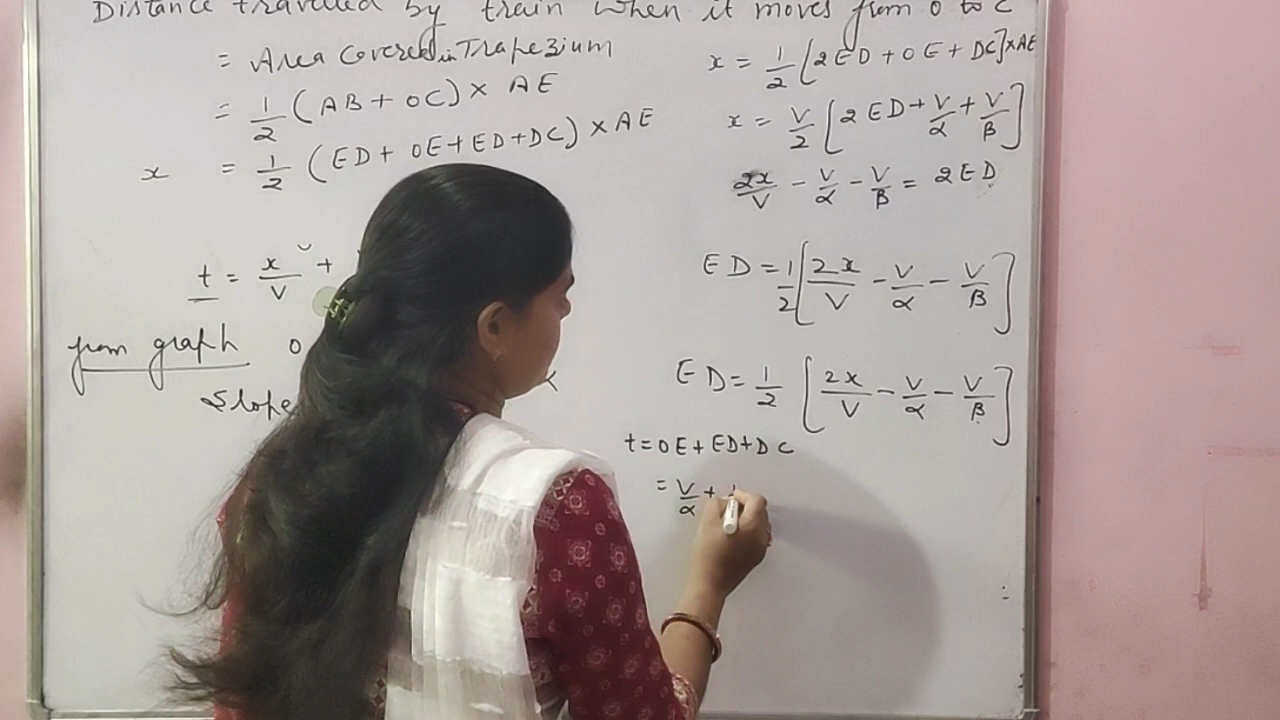 Distance travelled by train when it moves from O to C
= Area Covered in Trapezium
= 1/2 (AB + OC) × AE
x = 1/2 (ED + OE + ED + DC) × AE
t = x/V +
from graph O
Slope
α
x = 1/2 [2ED + OE + DC] × AE
x = V/2 [2ED + V/α + V/β]
2x/V - V/α - V/β = 2ED
ED = 1/2 [2x/V - V/α - V/β]
ED = 1/2 [2x/V - V/α - V/β]
t = OE + ED + DC
= V/α +